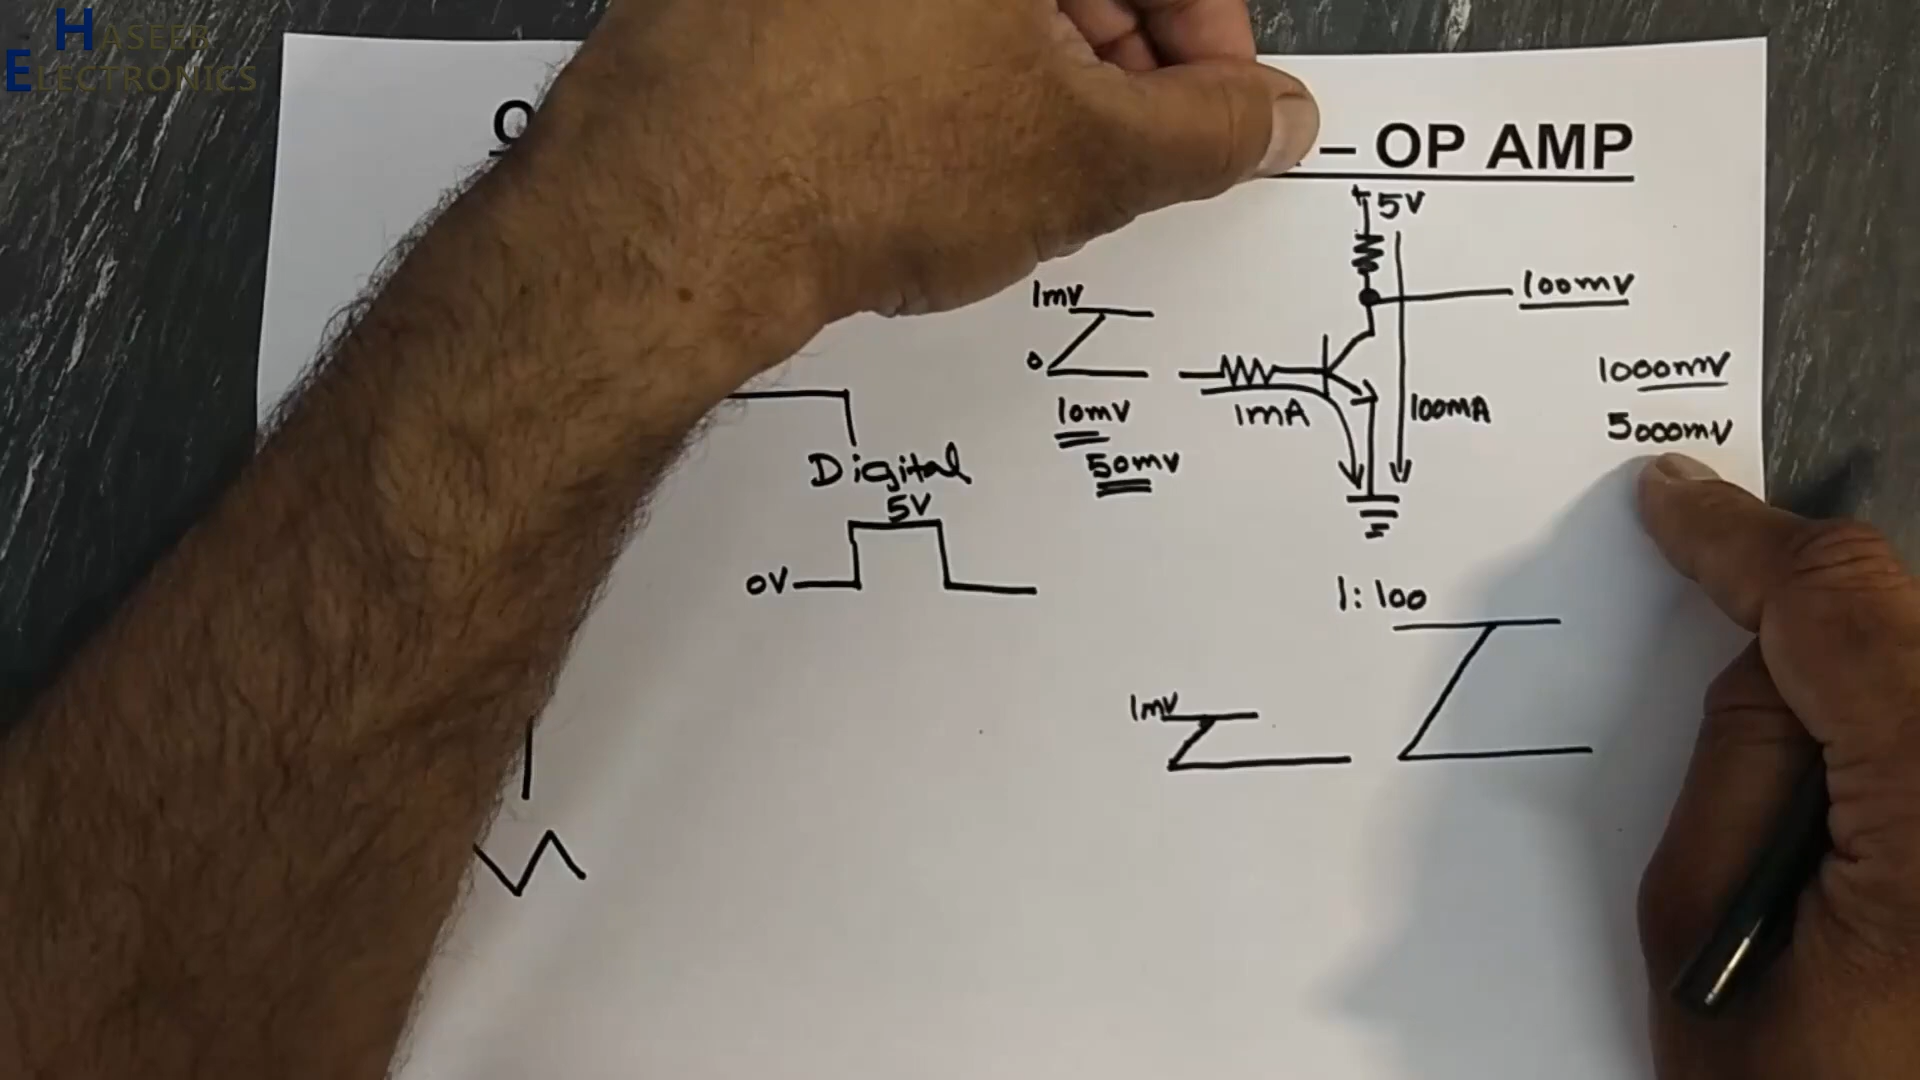 HASEEB
ELECTRONICS
– OP AMP
+5V
1mV
100mV
0
1000mV
10mV
1mA
100mA
5000mV
Digital
50mV
5V
0V
1:100
1mV